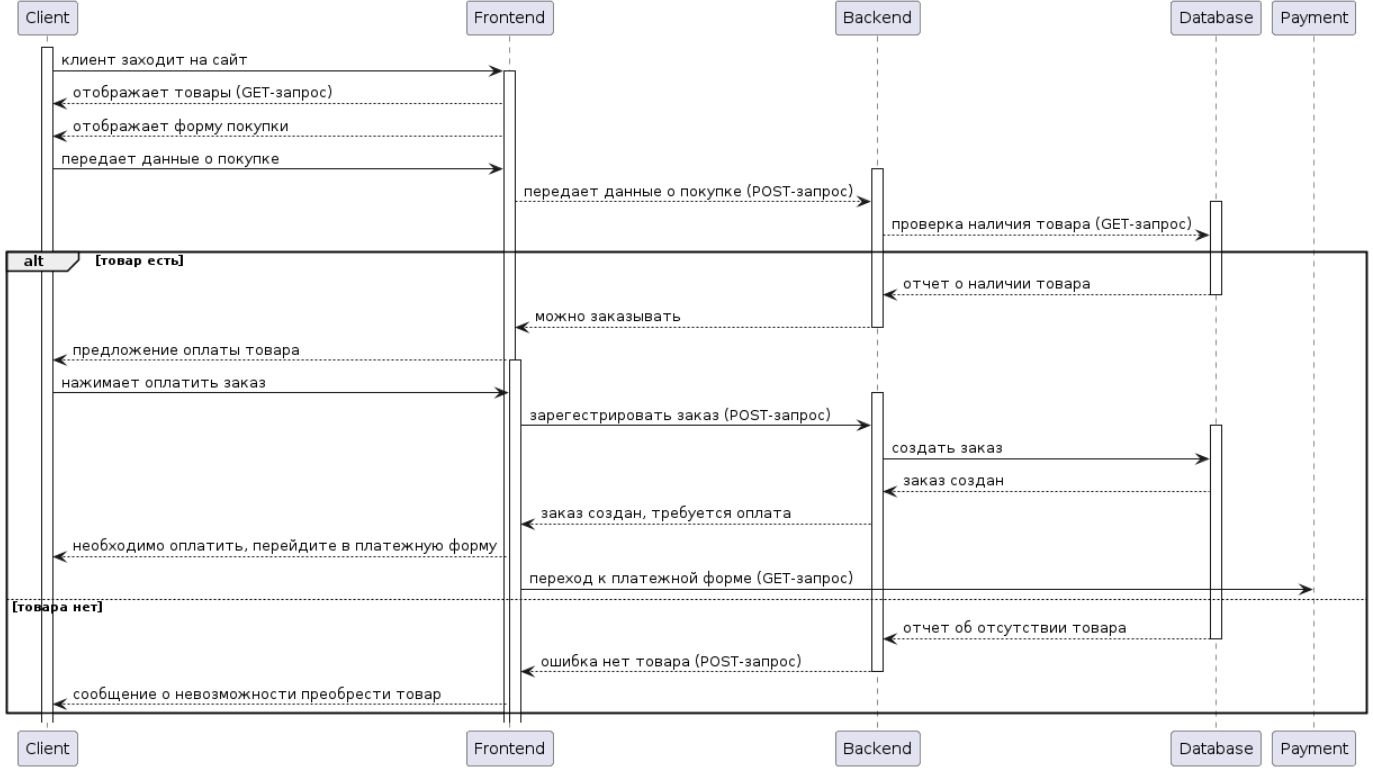 Client Frontend Backend Database Payment
клиент заходит на сайт
отображает товары (GET-запрос)
отображает форму покупки
передает данные о покупке
передает данные о покупке (POST-запрос)
проверка наличия товара (GET-запрос)
alt [товар есть]
отчет о наличии товара
можно заказывать
предложение оплаты товара
нажимает оплатить заказ
зарегестрировать заказ (POST-запрос)
создать заказ
заказ создан
заказ создан, требуется оплата
необходимо оплатить, перейдите в платежную форму
переход к платежной форме (GET-запрос)
[товара нет]
отчет об отсутствии товара
ошибка нет товара (POST-запрос)
сообщение о невозможности преобрести товар
Client Frontend Backend Database Payment